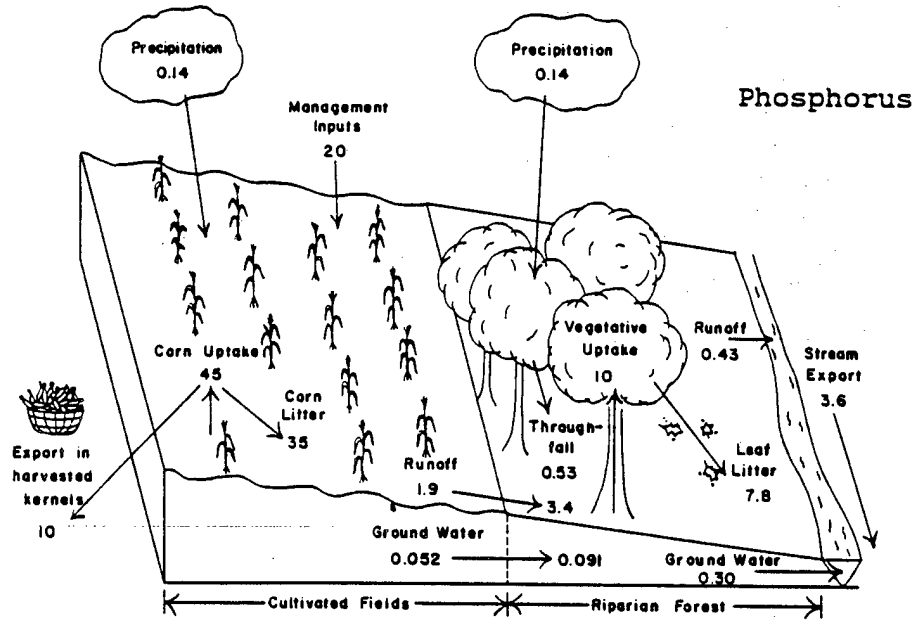 Precipitation
0.14
Precipitation
0.14
Phosphorus
Management
Inputs
20
Vegetative
Uptake
10
Runoff
0.43
Stream
Export
3.6
Corn Uptake
45
Corn
Litter
35
Export in
harvested
kernels
10
Through-
fall
0.53
Leaf
Litter
7.8
Runoff
1.9
3.4
Ground Water
0.052
0.091
Ground Water
0.30
Cultivated Fields
Riparian Forest